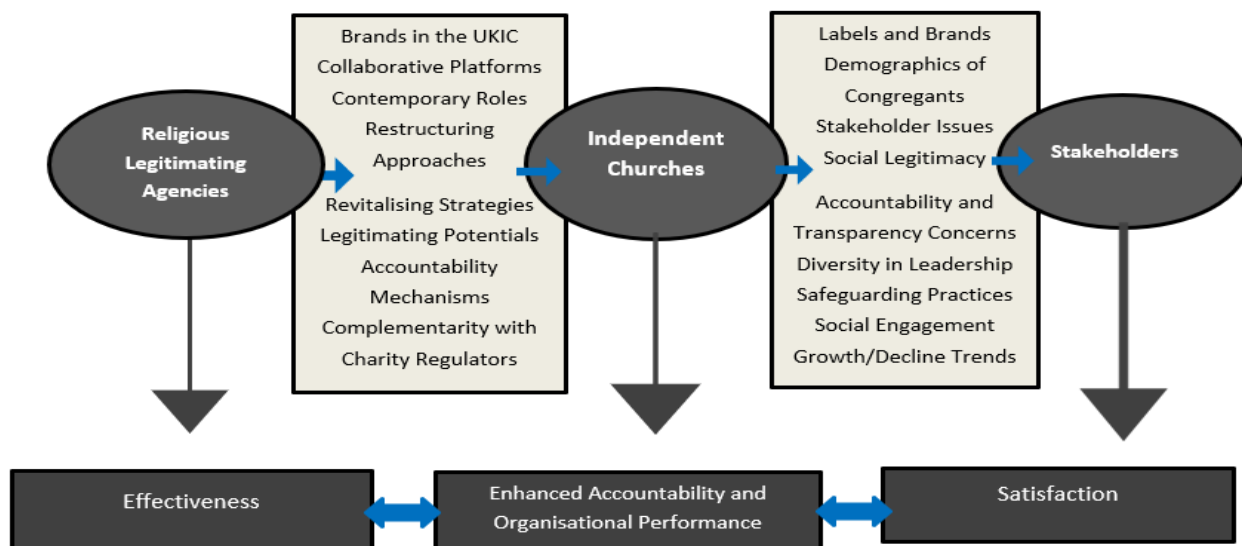 Religious
Legitimating
Agencies
Brands in the UKIC
Collaborative Platforms
Contemporary Roles
Restructuring
Approaches
Revitalising Strategies
Legitimating Potentials
Accountability
Mechanisms
Complementarity with
Charity Regulators
Independent
Churches
Labels and Brands
Demographics of
Congregants
Stakeholder Issues
Social Legitimacy
Accountability and
Transparency Concerns
Diversity in Leadership
Safeguarding Practices
Social Engagement
Growth/Decline Trends
Stakeholders
Effectiveness
Enhanced Accountability and
Organisational Performance
Satisfaction